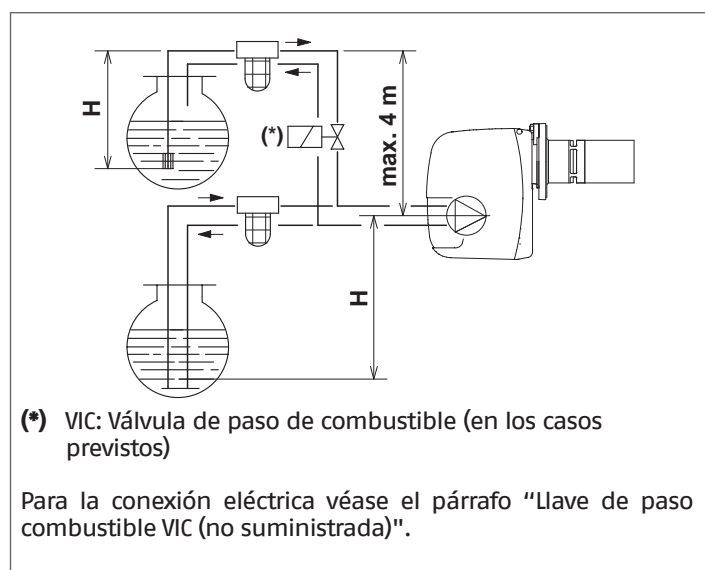 H
(*)
max. 4 m
H
(*) VIC: Válvula de paso de combustible (en los casos
previstos)
Para la conexión eléctrica véase el párrafo “Llave de paso
combustible VIC (no suministrada)".